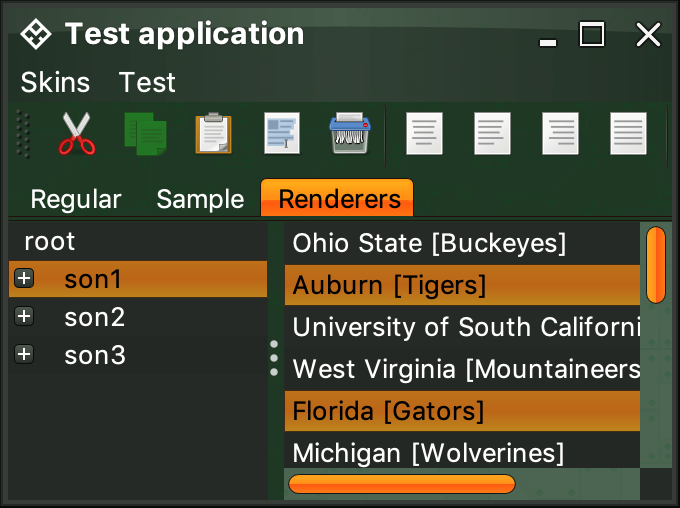 Test application
Skins Test
Regular Sample Renderers
root
son1
son2
son3
Ohio State [Buckeyes]
Auburn [Tigers]
University of South Californi
West Virginia [Mountaineers
Florida [Gators]
Michigan [Wolverines]